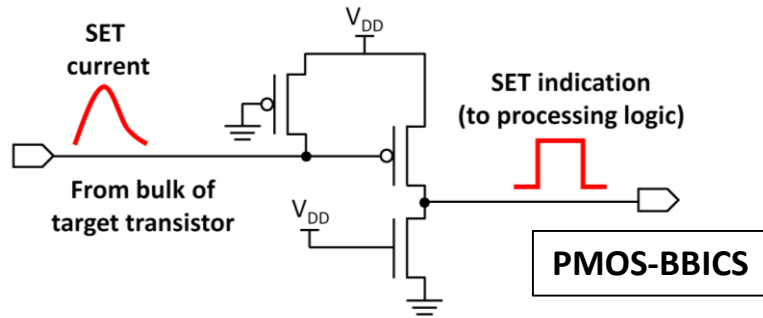 V_DD
SET
current
SET indication
(to processing logic)
From bulk of
target transistor
V_DD
PMOS-BBICS